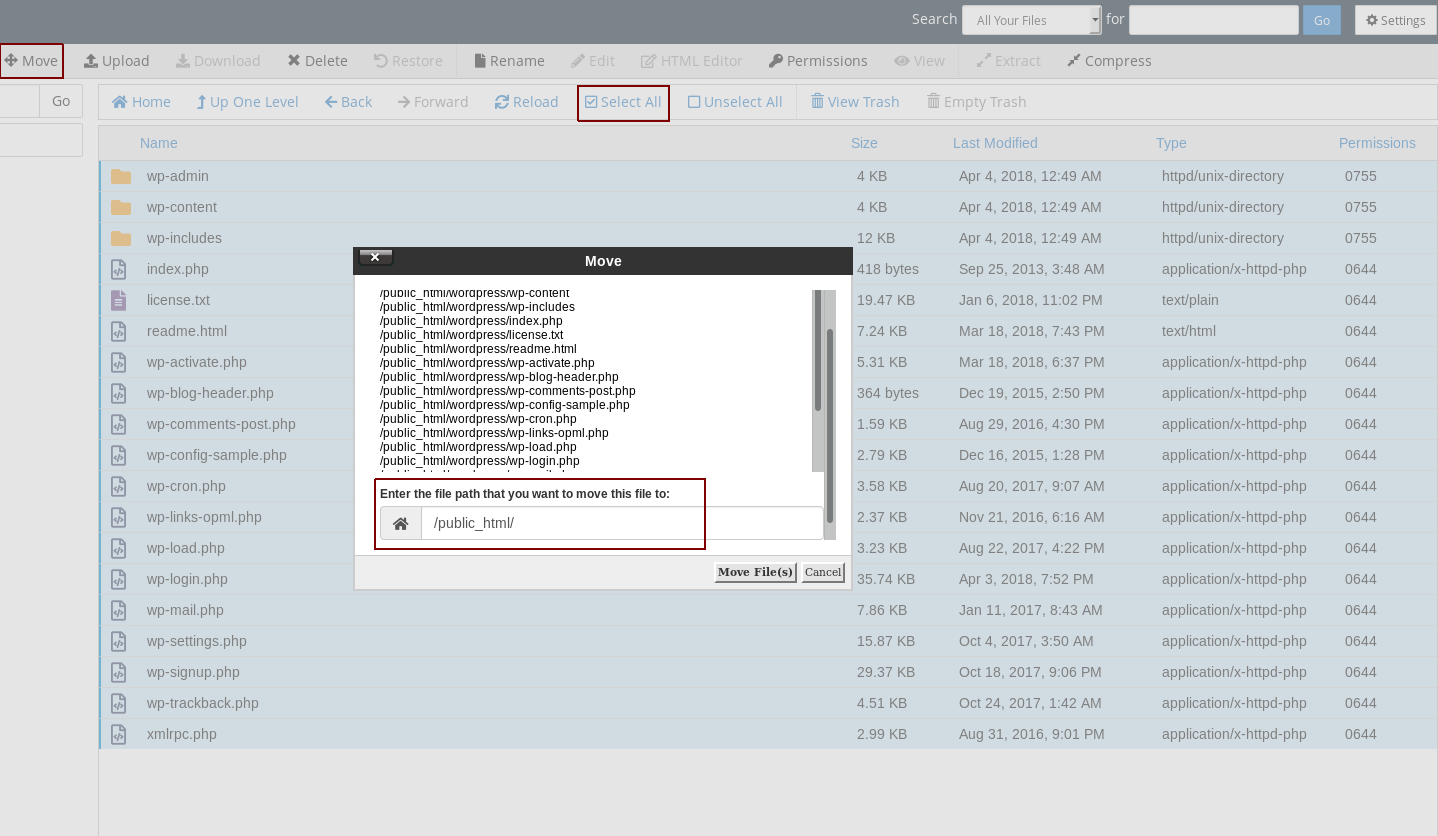 Search All Your Files for Go Settings
Move Upload Download Delete Restore Rename Edit HTML Editor Permissions View Extract Compress
Go Home Up One Level Back Forward Reload Select All Unselect All View Trash Empty Trash
Name Size Last Modified Type Permissions
wp-admin 4 KB Apr 4, 2018, 12:49 AM httpd/unix-directory 0755
wp-content 4 KB Apr 4, 2018, 12:49 AM httpd/unix-directory 0755
wp-includes 12 KB Apr 4, 2018, 12:49 AM httpd/unix-directory 0755
index.php 418 bytes Sep 25, 2013, 3:48 AM application/x-httpd-php 0644
license.txt 19.47 KB Jan 6, 2018, 11:02 PM text/plain 0644
readme.html 7.24 KB Mar 18, 2018, 7:43 PM text/html 0644
wp-activate.php 5.31 KB Mar 18, 2018, 6:37 PM application/x-httpd-php 0644
wp-blog-header.php 364 bytes Dec 19, 2015, 2:50 PM application/x-httpd-php 0644
wp-comments-post.php 1.59 KB Aug 29, 2016, 4:30 PM application/x-httpd-php 0644
wp-config-sample.php 2.79 KB Dec 16, 2015, 1:28 PM application/x-httpd-php 0644
wp-cron.php 3.58 KB Aug 20, 2017, 9:07 AM application/x-httpd-php 0644
wp-links-opml.php 2.37 KB Nov 21, 2016, 6:16 AM application/x-httpd-php 0644
wp-load.php 3.23 KB Aug 22, 2017, 4:22 PM application/x-httpd-php 0644
wp-login.php 35.74 KB Apr 3, 2018, 7:52 PM application/x-httpd-php 0644
wp-mail.php 7.86 KB Jan 11, 2017, 8:43 AM application/x-httpd-php 0644
wp-settings.php 15.87 KB Oct 4, 2017, 3:50 AM application/x-httpd-php 0644
wp-signup.php 29.37 KB Oct 18, 2017, 9:06 PM application/x-httpd-php 0644
wp-trackback.php 4.51 KB Oct 24, 2017, 1:42 AM application/x-httpd-php 0644
xmlrpc.php 2.99 KB Aug 31, 2016, 9:01 PM application/x-httpd-php 0644
Move
/public_html/wordpress/wp-content
/public_html/wordpress/wp-includes
/public_html/wordpress/index.php
/public_html/wordpress/license.txt
/public_html/wordpress/readme.html
/public_html/wordpress/wp-activate.php
/public_html/wordpress/wp-blog-header.php
/public_html/wordpress/wp-comments-post.php
/public_html/wordpress/wp-config-sample.php
/public_html/wordpress/wp-cron.php
/public_html/wordpress/wp-links-opml.php
/public_html/wordpress/wp-load.php
/public_html/wordpress/wp-login.php
Enter the file path that you want to move this file to:
/public_html/
Move File(s) Cancel